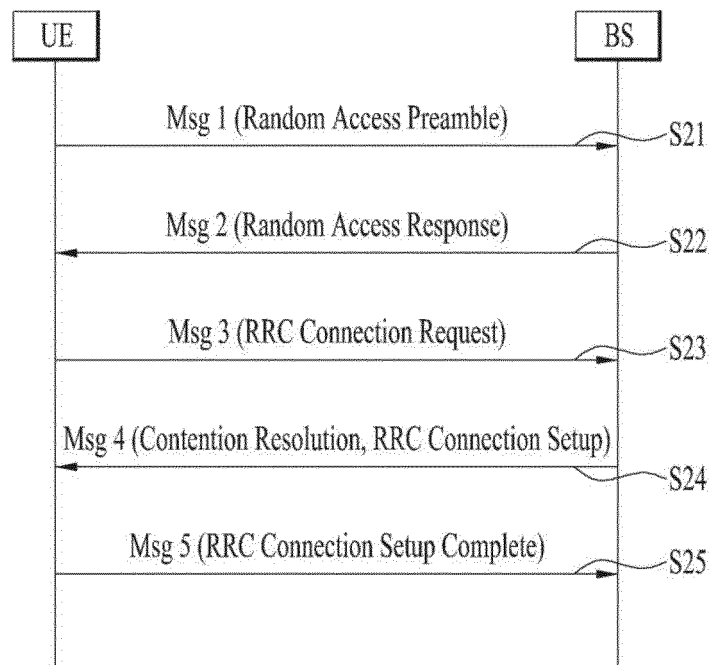 UE
BS
Msg 1 (Random Access Preamble)
S21
Msg 2 (Random Access Response)
S22
Msg 3 (RRC Connection Request)
S23
Msg 4 (Contention Resolution, RRC Connection Setup)
S24
Msg 5 (RRC Connection Setup Complete)
S25